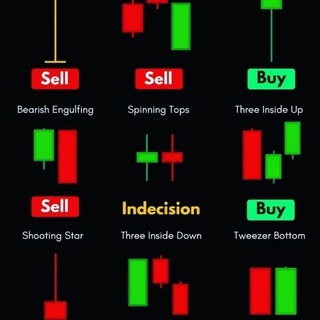 Sell Sell Buy
Bearish Engulfing Spinning Tops Three Inside Up
Sell Indecision Buy
Shooting Star Three Inside Down Tweezer Bottom